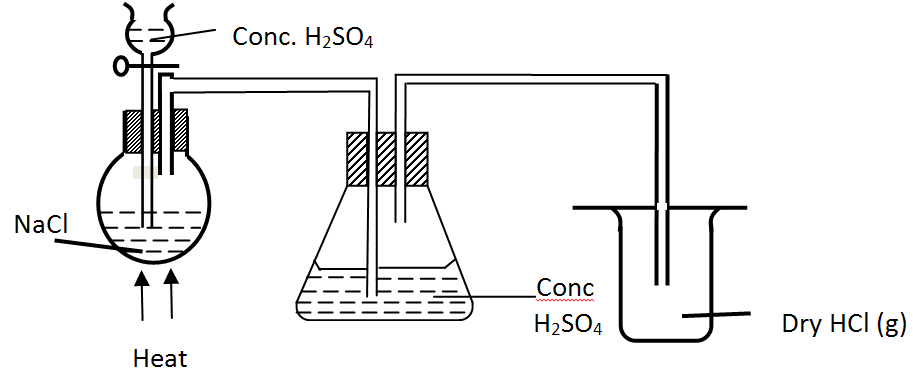 Conc. H₂SO₄
NaCl
Conc
H₂SO₄
Dry HCl (g)
Heat